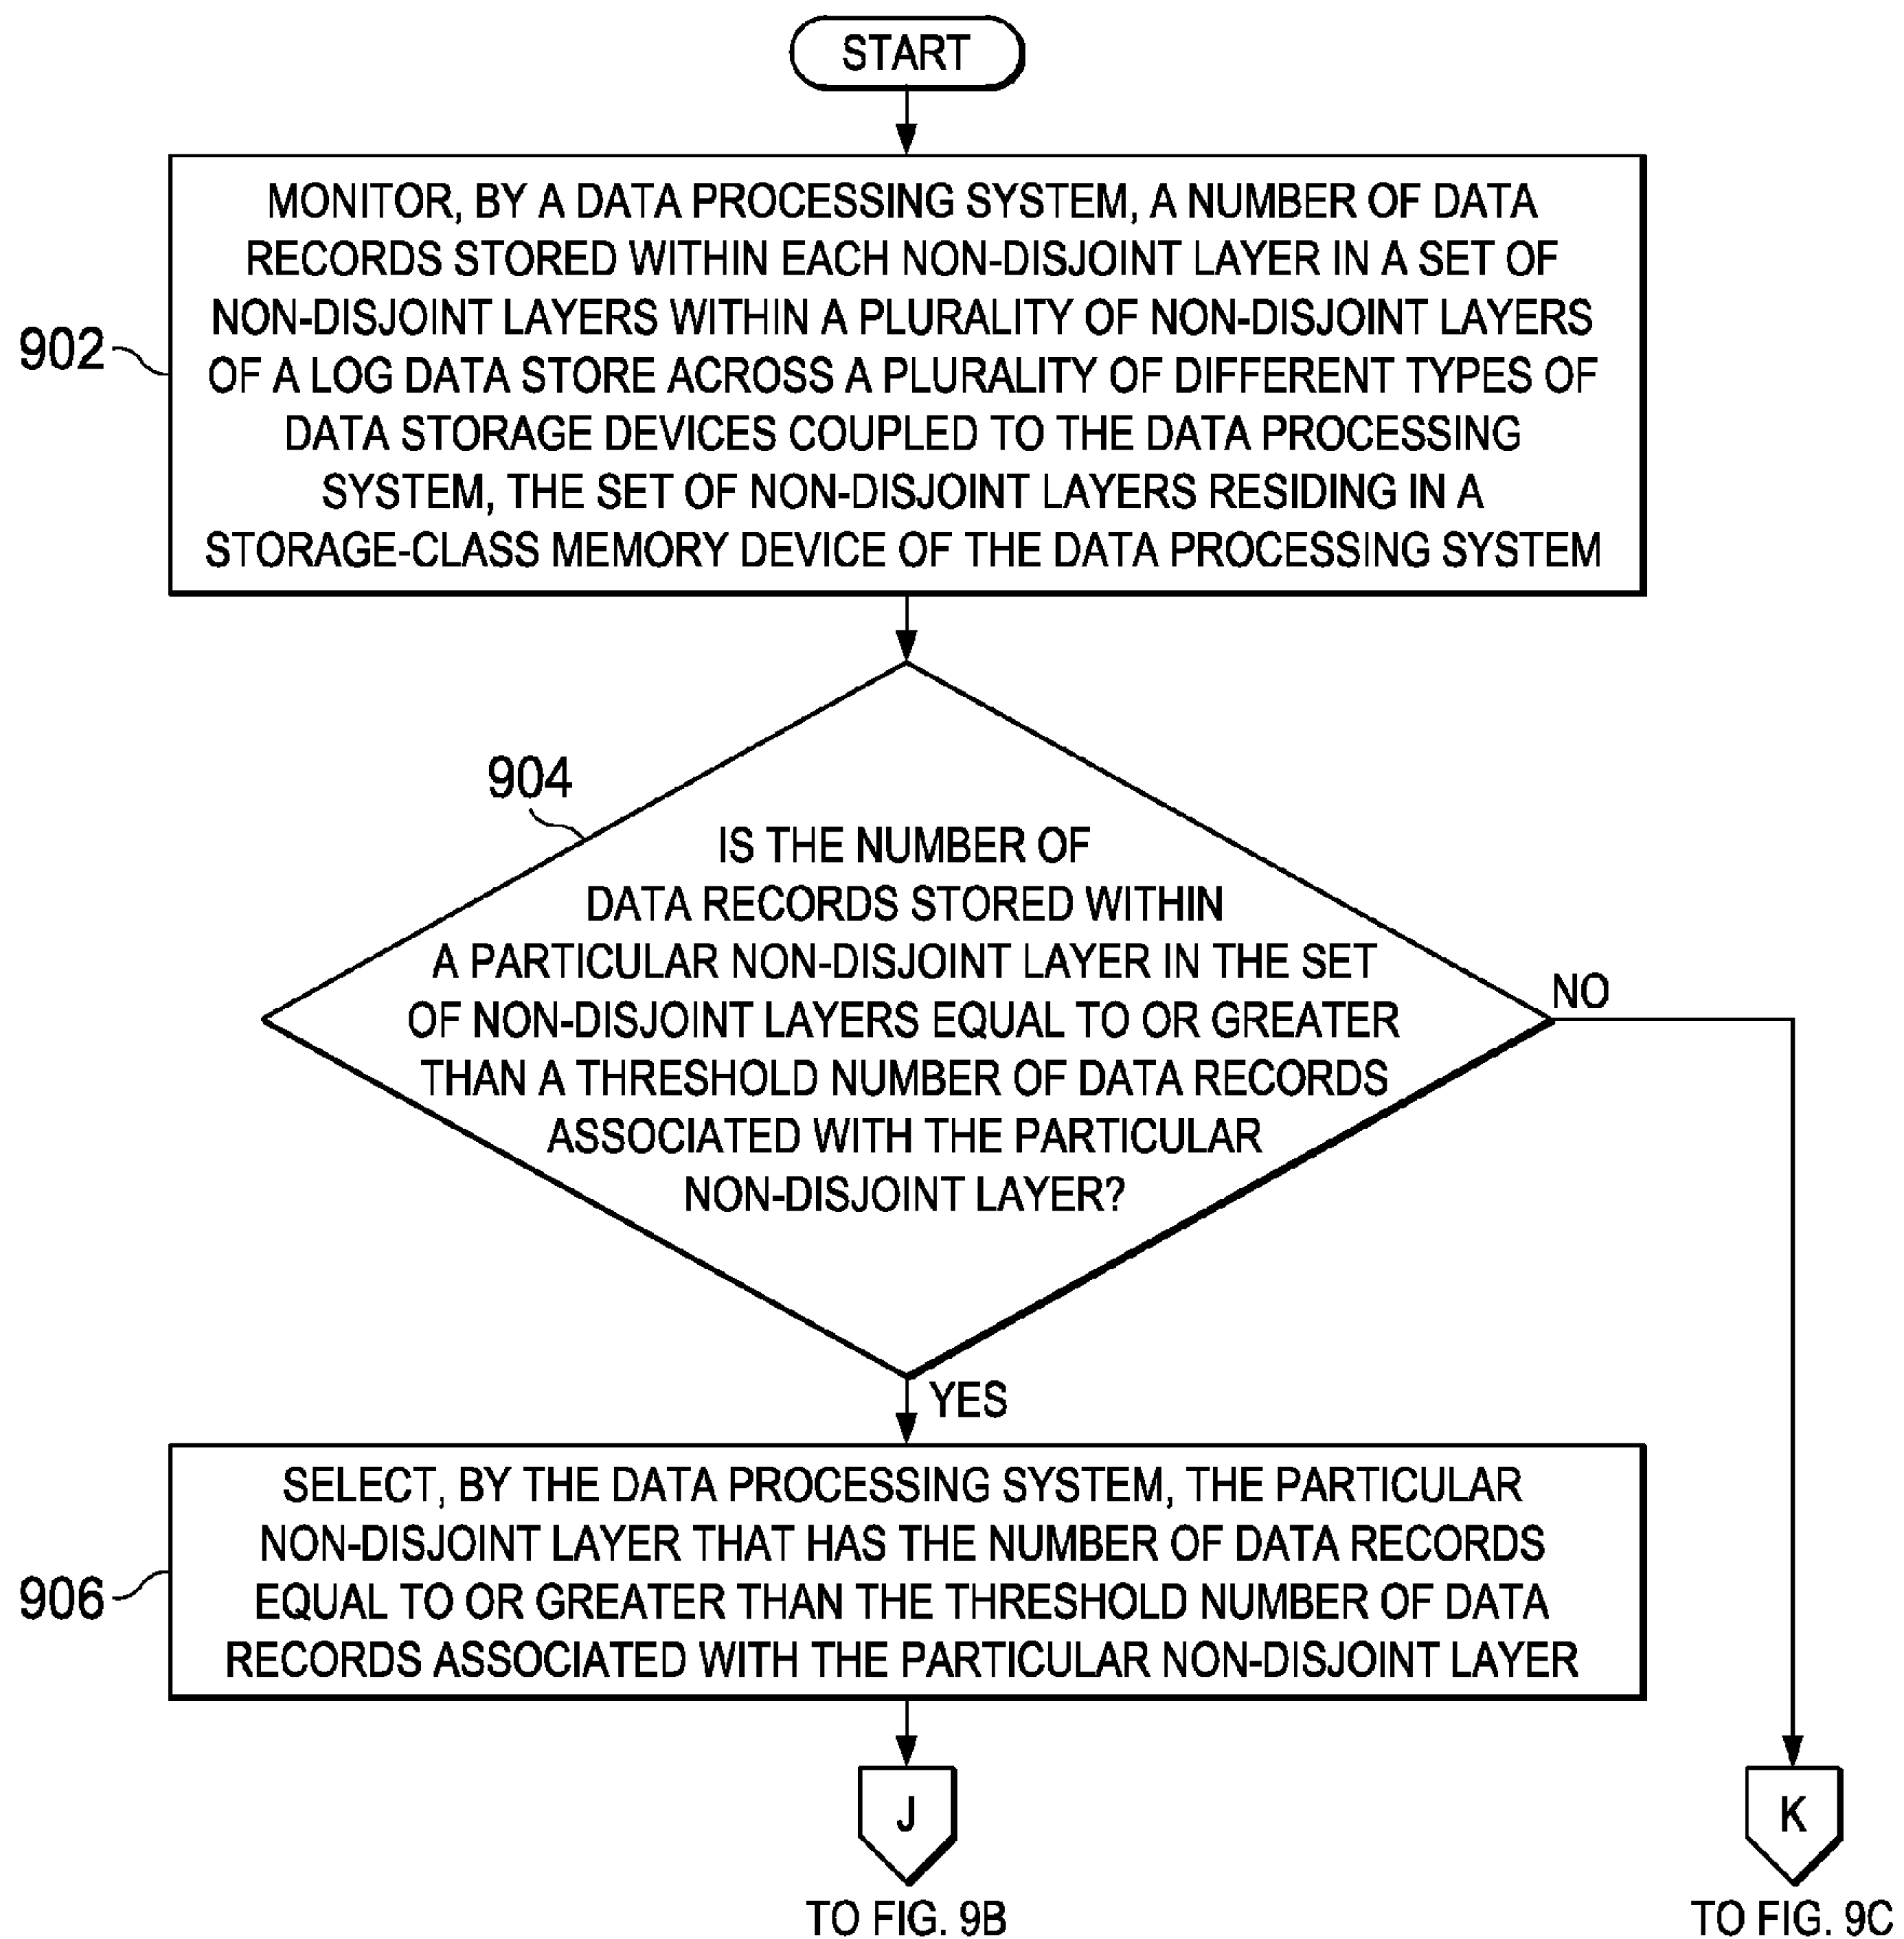 START
MONITOR, BY A DATA PROCESSING SYSTEM, A NUMBER OF DATA
RECORDS STORED WITHIN EACH NON-DISJOINT LAYER IN A SET OF
NON-DISJOINT LAYERS WITHIN A PLURALITY OF NON-DISJOINT LAYERS
OF A LOG DATA STORE ACROSS A PLURALITY OF DIFFERENT TYPES OF
DATA STORAGE DEVICES COUPLED TO THE DATA PROCESSING
SYSTEM, THE SET OF NON-DISJOINT LAYERS RESIDING IN A
STORAGE-CLASS MEMORY DEVICE OF THE DATA PROCESSING SYSTEM
902
904
IS THE NUMBER OF
DATA RECORDS STORED WITHIN
A PARTICULAR NON-DISJOINT LAYER IN THE SET
OF NON-DISJOINT LAYERS EQUAL TO OR GREATER
THAN A THRESHOLD NUMBER OF DATA RECORDS
ASSOCIATED WITH THE PARTICULAR
NON-DISJOINT LAYER?
NO
YES
SELECT, BY THE DATA PROCESSING SYSTEM, THE PARTICULAR
NON-DISJOINT LAYER THAT HAS THE NUMBER OF DATA RECORDS
EQUAL TO OR GREATER THAN THE THRESHOLD NUMBER OF DATA
RECORDS ASSOCIATED WITH THE PARTICULAR NON-DISJOINT LAYER
906
J
TO FIG. 9B
K
TO FIG. 9C